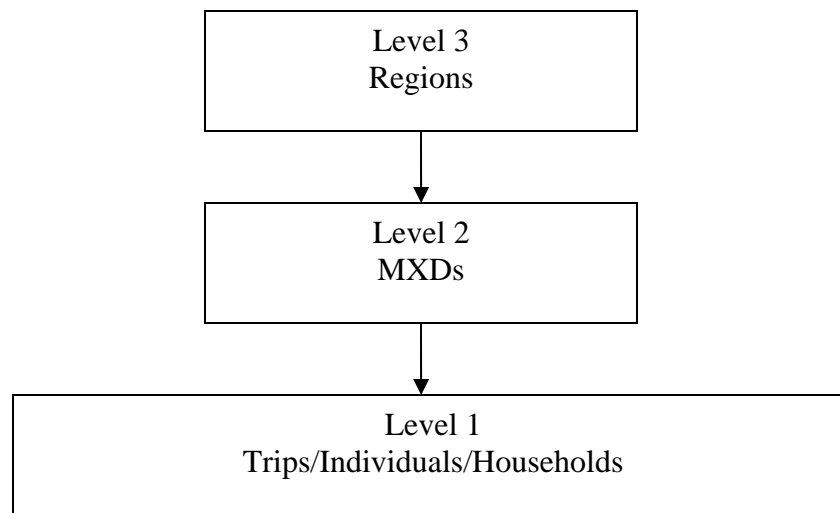 Level 3
Regions
Level 2
MXDs
Level 1
Trips/Individuals/Households